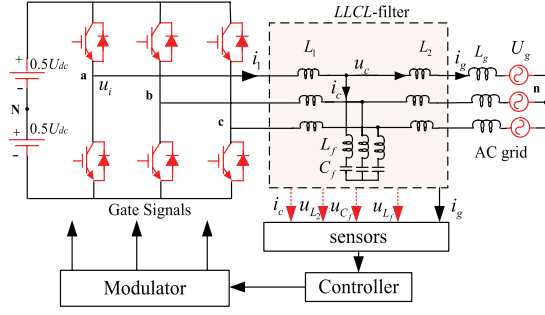 LLCL-filter
i_1
L_1
u_c
L_2
i_g
L_g
U_g
+
0.5U_dc
-
a
u_i
i_c
N
b
n
+
0.5U_dc
-
c
L_f
C_f
AC grid
Gate Signals
i_c
u_L2
u_Cf
u_Lf
i_g
sensors
Modulator
Controller